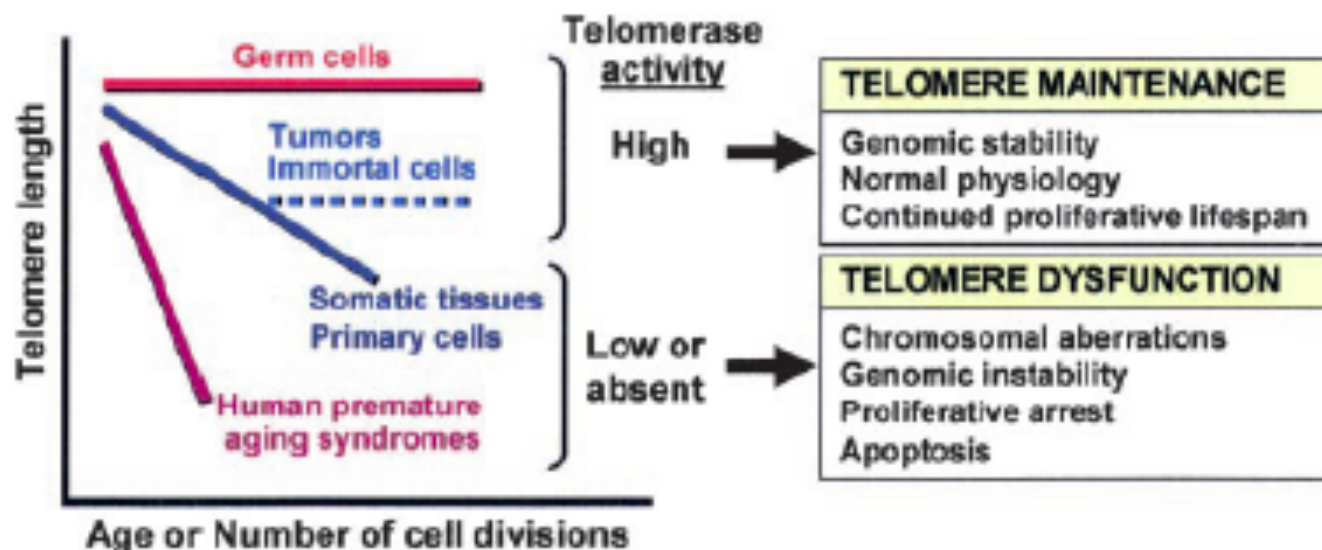 Telomere length
Germ cells
Tumors
Immortal cells
Somatic tissues
Primary cells
Human premature
aging syndromes
Age or Number of cell divisions
Telomerase
activity
High
Low or
absent
TELOMERE MAINTENANCE
Genomic stability
Normal physiology
Continued proliferative lifespan
TELOMERE DYSFUNCTION
Chromosomal aberrations
Genomic instability
Proliferative arrest
Apoptosis